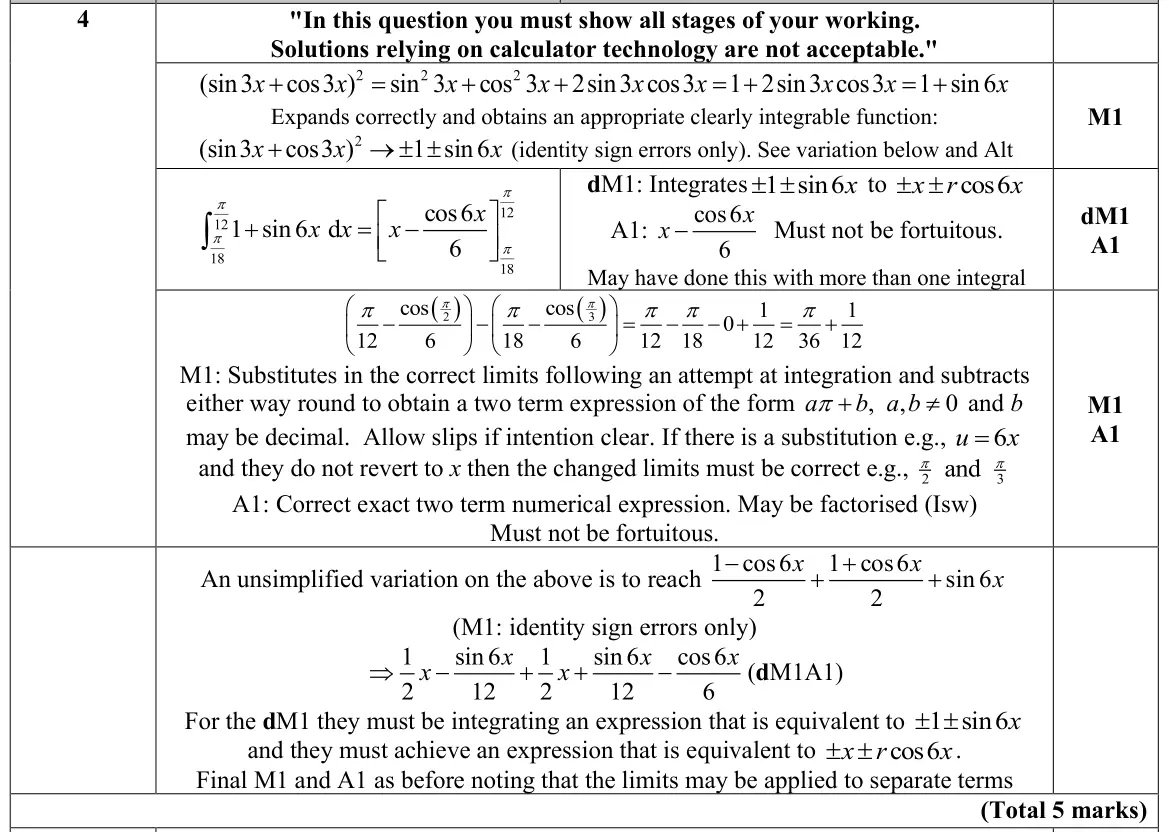 4
"In this question you must show all stages of your working.
Solutions relying on calculator technology are not acceptable."
(sin 3x + cos 3x)² = sin² 3x + cos² 3x + 2 sin 3x cos 3x = 1 + 2 sin 3x cos 3x = 1 + sin 6x
Expands correctly and obtains an appropriate clearly integrable function:
(sin 3x + cos 3x)² → ±1 ± sin 6x (identity sign errors only). See variation below and Alt
M1
∫_{π/18}^{π/12} 1 + sin 6x dx = [x − cos 6x/6]_{π/18}^{π/12}
dM1: Integrates ±1 ± sin 6x to ±x ± r cos 6x
A1: x − cos 6x/6 Must not be fortuitous.
May have done this with more than one integral
dM1
A1
(π/12 − cos(π/2)/6) − (π/18 − cos(π/3)/6) = π/12 − π/18 − 0 + 1/12 = π/36 + 1/12
M1: Substitutes in the correct limits following an attempt at integration and subtracts
either way round to obtain a two term expression of the form aπ + b, a, b ≠ 0 and b
may be decimal. Allow slips if intention clear. If there is a substitution e.g., u = 6x
and they do not revert to x then the changed limits must be correct e.g., π/2 and π/3
A1: Correct exact two term numerical expression. May be factorised (Isw)
Must not be fortuitous.
M1
A1
An unsimplified variation on the above is to reach (1 − cos 6x)/2 + (1 + cos 6x)/2 + sin 6x
(M1: identity sign errors only)
⇒ 1/2 x − sin 6x/12 + 1/2 x + sin 6x/12 − cos 6x/6 (dM1A1)
For the dM1 they must be integrating an expression that is equivalent to ±1 ± sin 6x
and they must achieve an expression that is equivalent to ±x ± r cos 6x.
Final M1 and A1 as before noting that the limits may be applied to separate terms
(Total 5 marks)